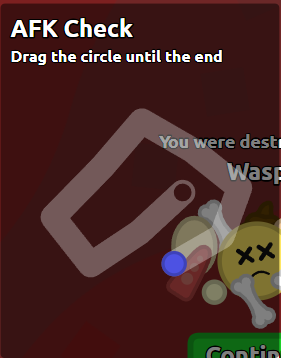 AFK Check
Drag the circle until the end
You were destr
Wasp
Contin